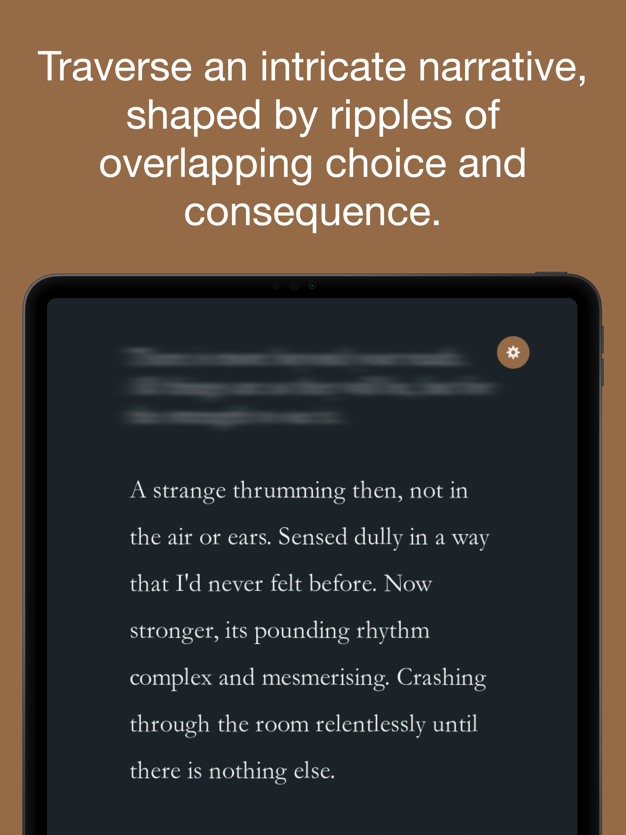 Traverse an intricate narrative,
shaped by ripples of
overlapping choice and
consequence.
A strange thrumming then, not in
the air or ears. Sensed dully in a way
that I'd never felt before. Now
stronger, its pounding rhythm
complex and mesmerising. Crashing
through the room relentlessly until
there is nothing else.